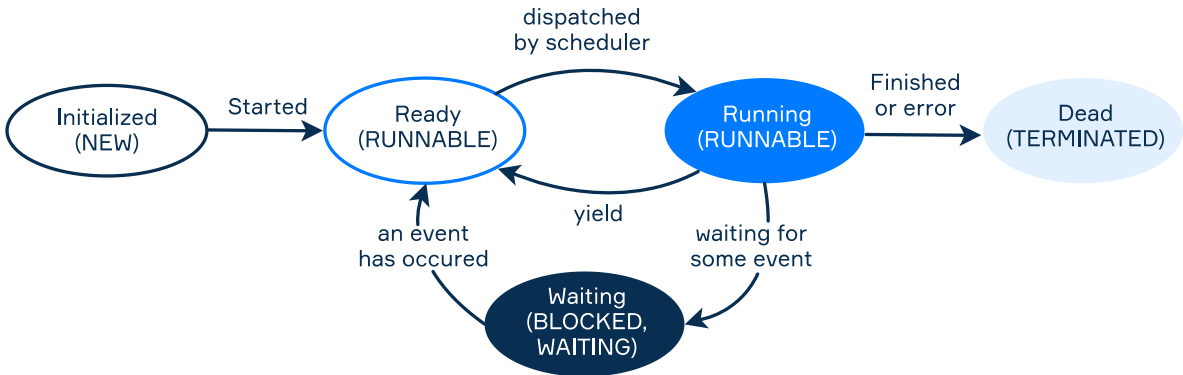 dispatched
by scheduler
Initialized
(NEW)
Started
Ready
(RUNNABLE)
Running
(RUNNABLE)
Finished
or error
Dead
(TERMINATED)
yield
an event
has occured
waiting for
some event
Waiting
(BLOCKED,
WAITING)